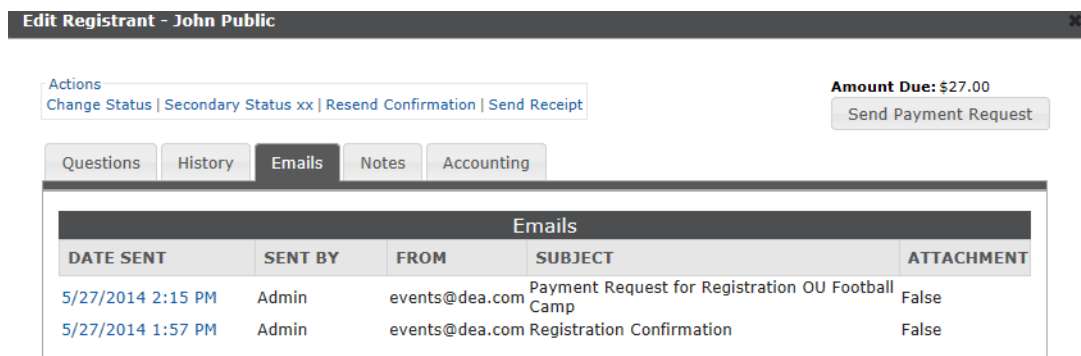 Edit Registrant - John Public
Actions
Change Status | Secondary Status xx | Resend Confirmation | Send Receipt
Amount Due: $27.00
Send Payment Request
Questions History Emails Notes Accounting
Emails
DATE SENT SENT BY FROM SUBJECT ATTACHMENT
5/27/2014 2:15 PM Admin events@dea.com Payment Request for Registration OU Football Camp False
5/27/2014 1:57 PM Admin events@dea.com Registration Confirmation False